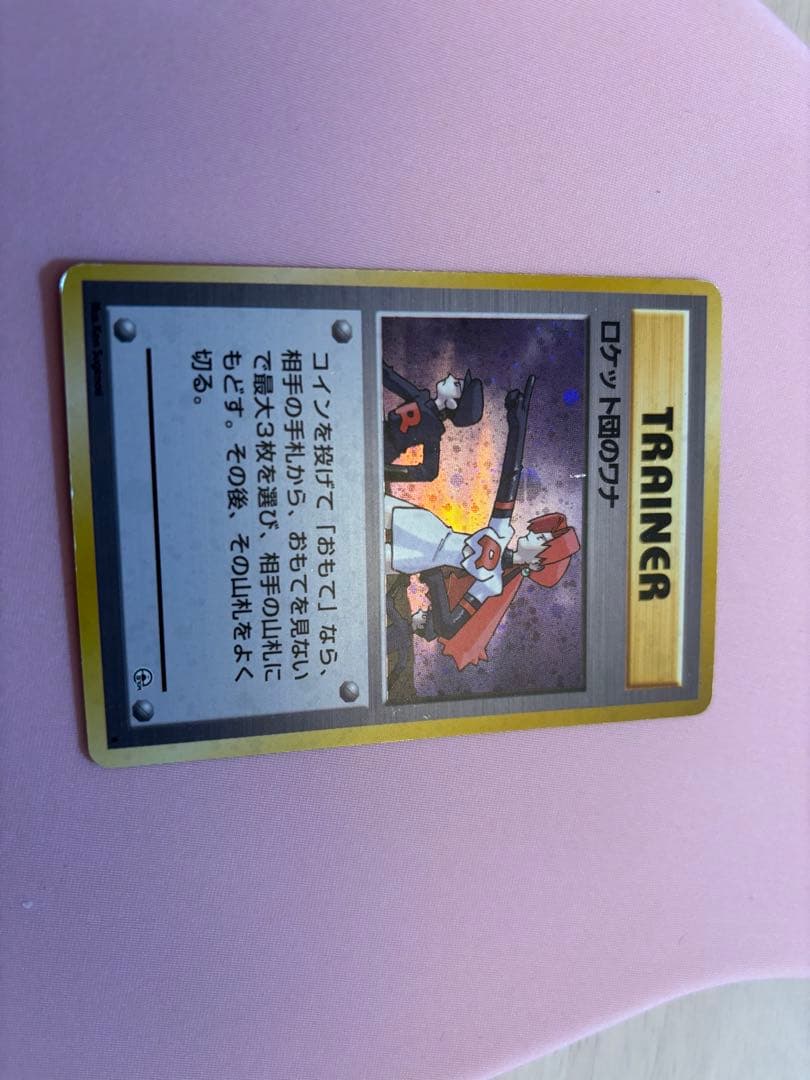 TRAINER
ロケット団のワナ
R
R
コインを投げて「おもて」なら、
相手の手札から、おもてを見ない
で最大3枚を選び、相手の山札に
もどす。その後、その山札をよく
切る。
Illus. Ken Sugimori